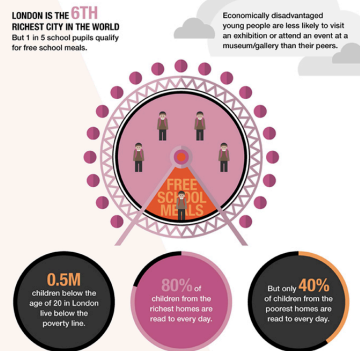 LONDON IS THE 6TH
RICHEST CITY IN THE WORLD
But 1 in 5 school pupils qualify
for free school meals.
Economically disadvantaged
young people are less likely to visit
an exhibition or attend an event at a
museum/gallery than their peers.
FREE
SCHOOL
MEALS
0.5M
children below the
age of 20 in London
live below the
poverty line.
80% of
children from the
richest homes are
read to every day.
But only 40%
of children from the
poorest homes are
read to every day.